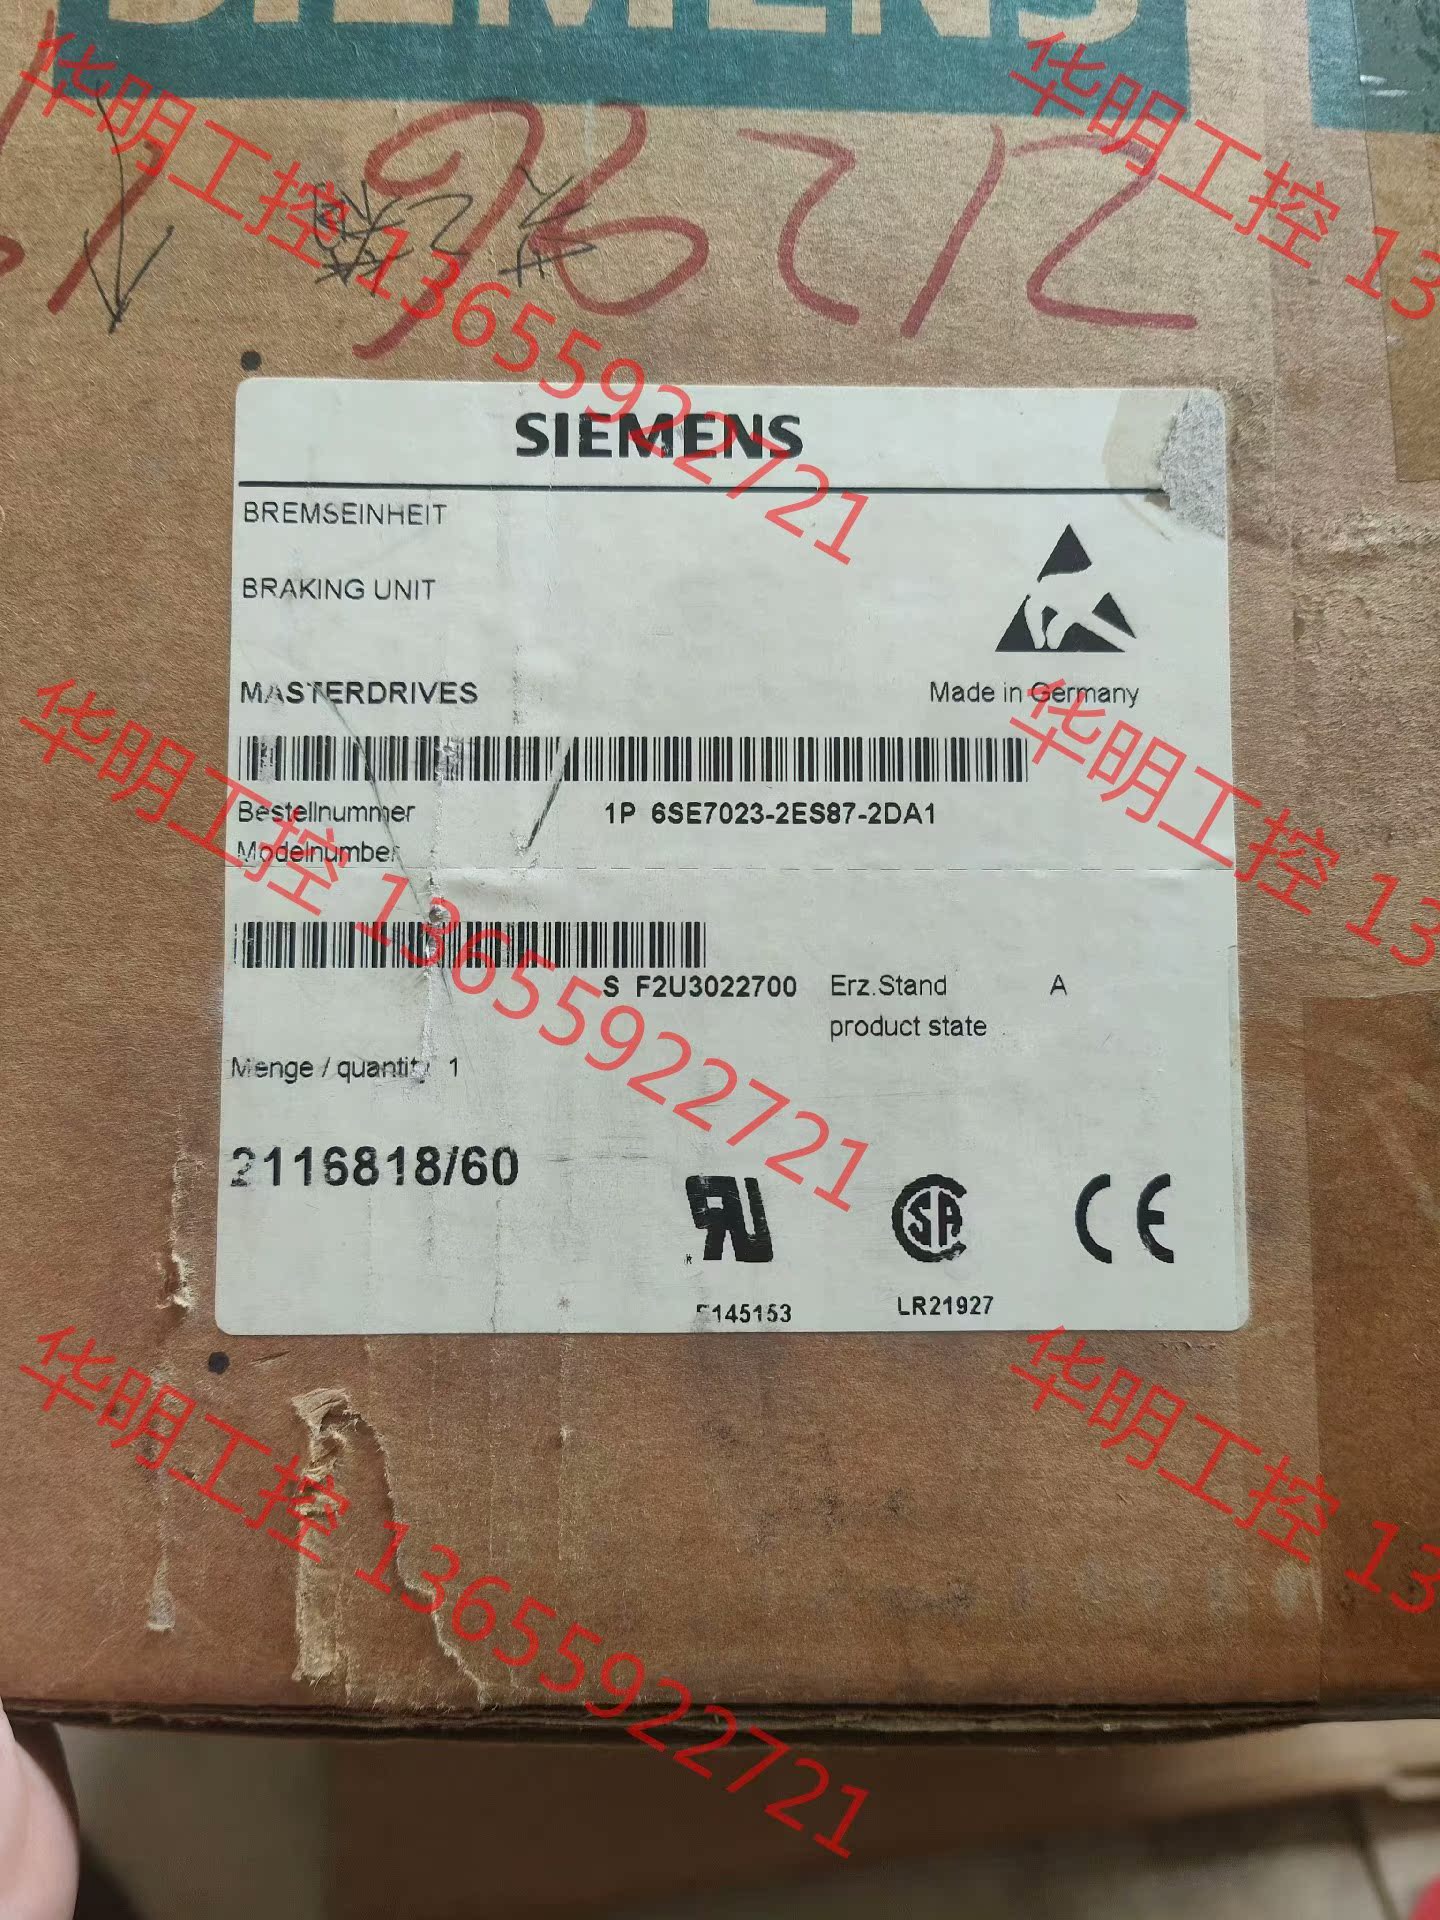 SIEMENS
SIEMENS
BREMSEINHEIT
BRAKING UNIT
MASTERDRIVES
Made in Germany
Bestellnummer 1P 6SE7023-2ES87-2DA1
Modelnumber
S F2U3022700 Erz.Stand A
product state
Menge / quantity 1
2116818/60
E145153
LR21927
CE
华明工控 13655922721
华明工控 13
华明工控 13655922721
华明工控 13
华明工控 13655922721
华明工控 13